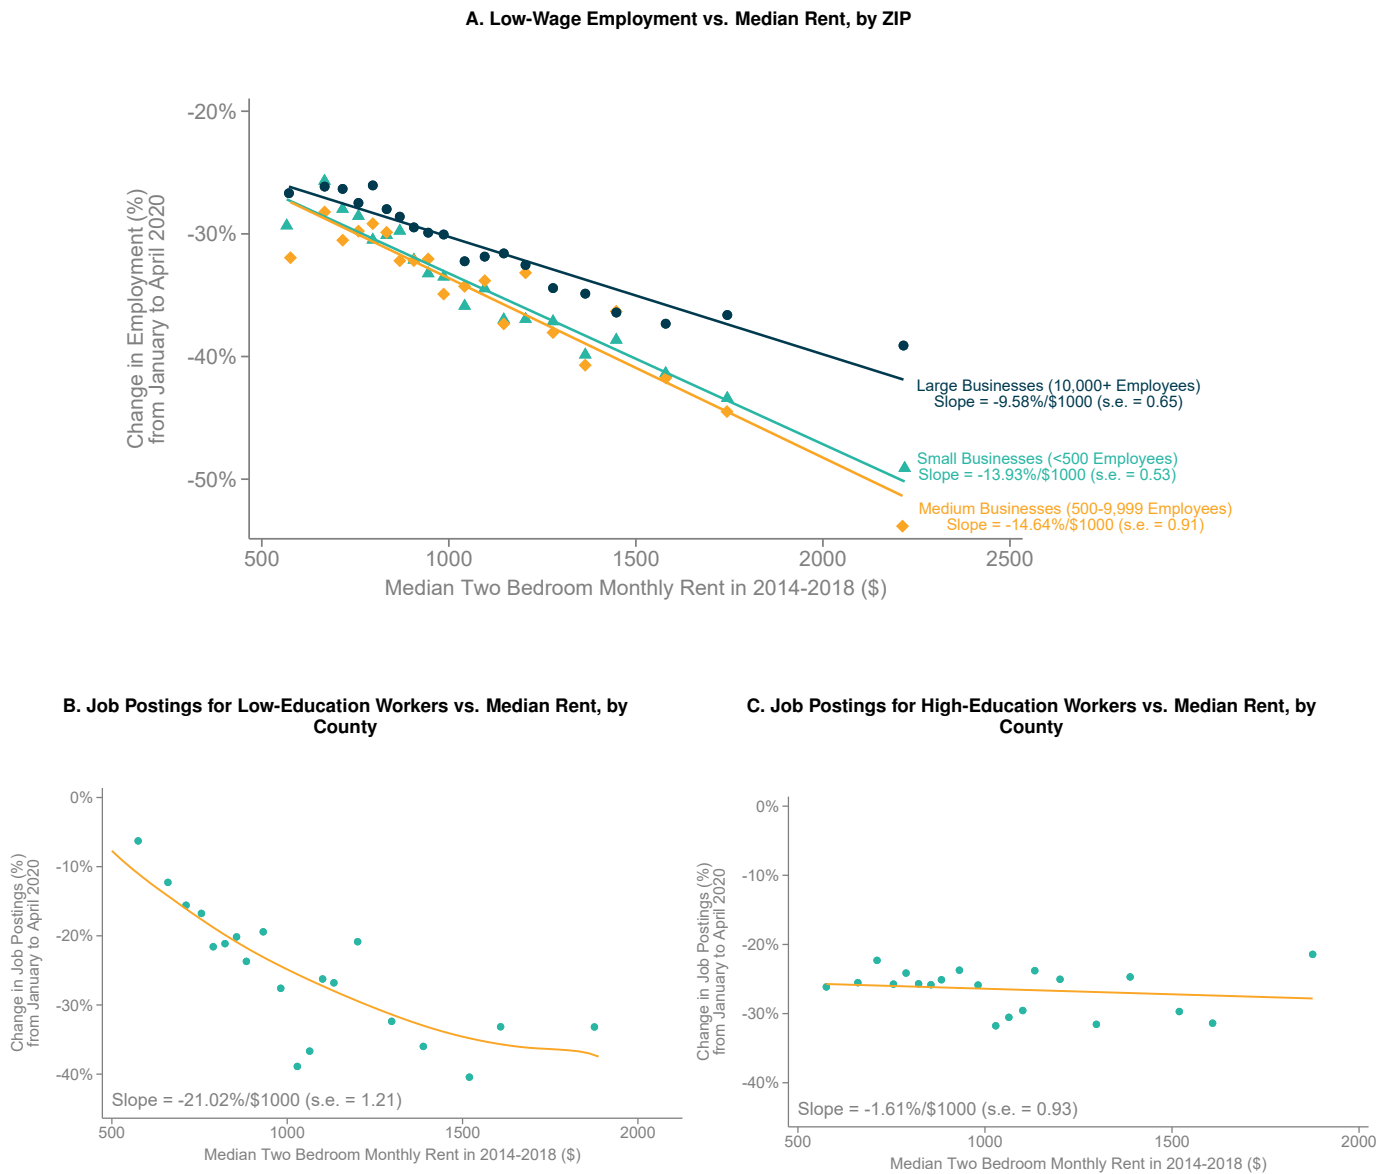 A. Low-Wage Employment vs. Median Rent, by ZIP
-20%
-30%
-40%
-50%
Change in Employment (%)
from January to April 2020
Large Businesses (10,000+ Employees)
Slope = -9.58%/$1000 (s.e. = 0.65)
Small Businesses (<500 Employees)
Slope = -13.93%/$1000 (s.e. = 0.53)
Medium Businesses (500-9,999 Employees)
Slope = -14.64%/$1000 (s.e. = 0.91)
500 1000 1500 2000 2500
Median Two Bedroom Monthly Rent in 2014-2018 ($)
B. Job Postings for Low-Education Workers vs. Median Rent, by
County
0%
-10%
-20%
-30%
-40%
Change in Job Postings (%)
from January to April 2020
Slope = -21.02%/$1000 (s.e. = 1.21)
500 1000 1500 2000
Median Two Bedroom Monthly Rent in 2014-2018 ($)
C. Job Postings for High-Education Workers vs. Median Rent, by
County
0%
-10%
-20%
-30%
-40%
Change in Job Postings (%)
from January to April 2020
Slope = -1.61%/$1000 (s.e. = 0.93)
500 1000 1500 2000
Median Two Bedroom Monthly Rent in 2014-2018 ($)